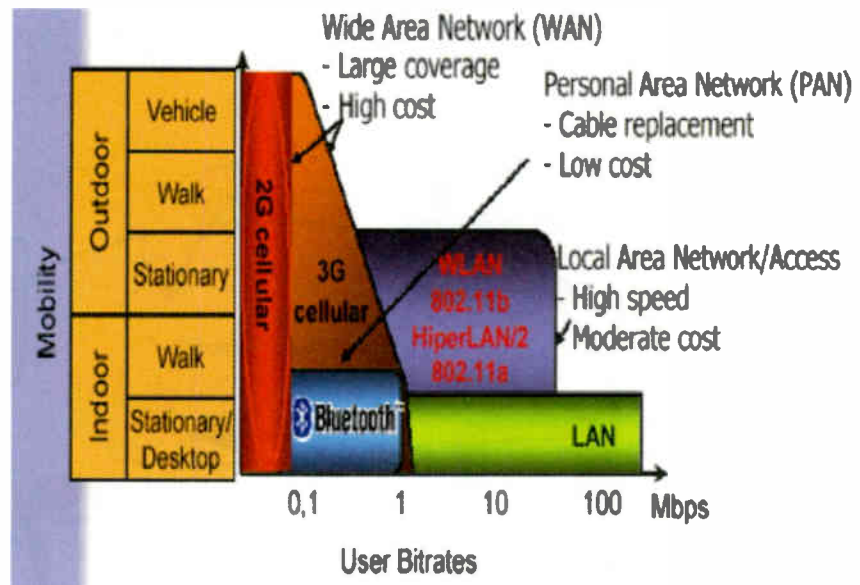 Wide Area Network (WAN)
- Large coverage
- High cost
Personal Area Network (PAN)
- Cable replacement
- Low cost
Mobility
Outdoor
Vehicle
Walk
Stationary
Indoor
Walk
Stationary/
Desktop
2G cellular
3G
cellular
WLAN
802.11b
HiperLAN/2
802.11a
Local Area Network/Access
- High speed
Moderate cost
Bluetooth™
LAN
0,1 1 10 100 Mbps
User Bitrates